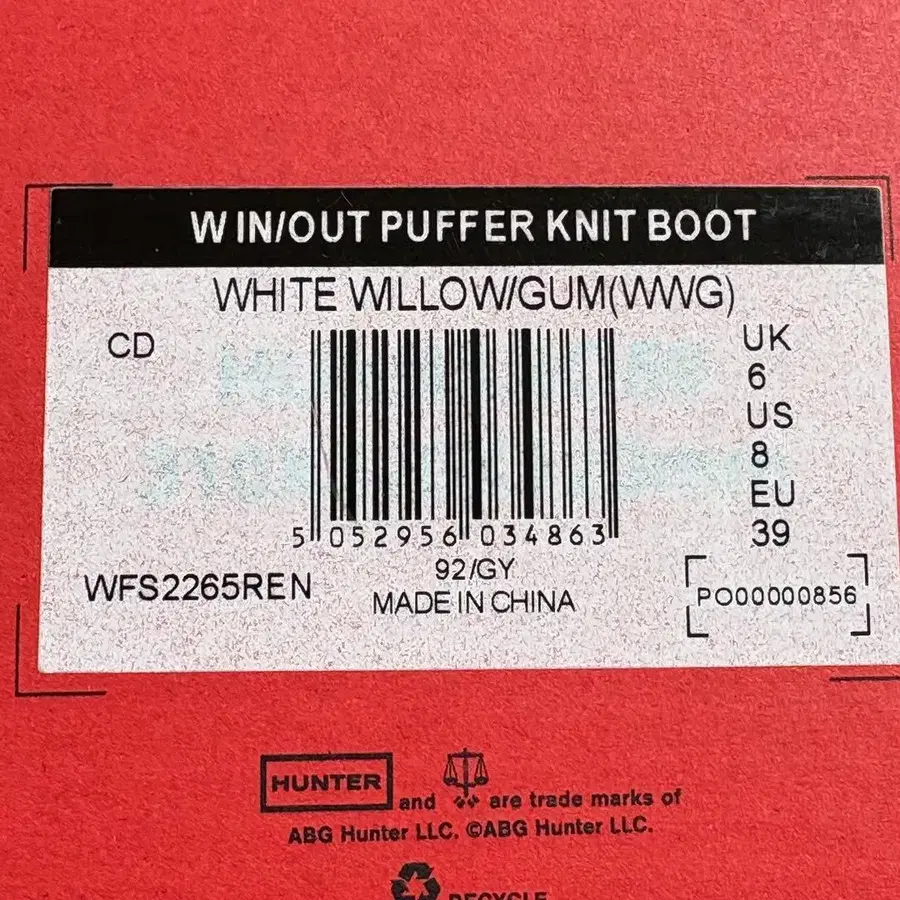 W IN/OUT PUFFER KNIT BOOT
WHITE WILLOW/GUM(WWG)
CD
UK
6
US
8
EU
39
5 052956 034863
92/GY
MADE IN CHINA
WFS2265REN
PO00000856
HUNTER and are trade marks of
ABG Hunter LLC. ©ABG Hunter LLC.
RECYCLE